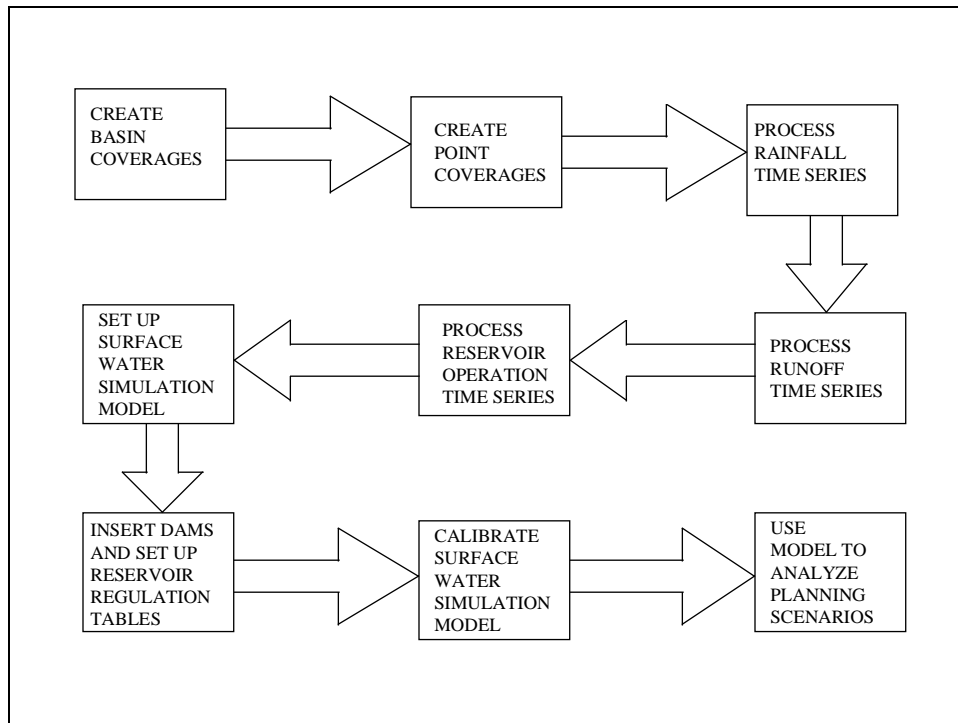 CREATE
BASIN
COVERAGES
CREATE
POINT
COVERAGES
PROCESS
RAINFALL
TIME SERIES
PROCESS
RUNOFF
TIME SERIES
PROCESS
RESERVOIR
OPERATION
TIME SERIES
SET UP
SURFACE
WATER
SIMULATION
MODEL
INSERT DAMS
AND SET UP
RESERVOIR
REGULATION
TABLES
CALIBRATE
SURFACE
WATER
SIMULATION
MODEL
USE
MODEL TO
ANALYZE
PLANNING
SCENARIOS